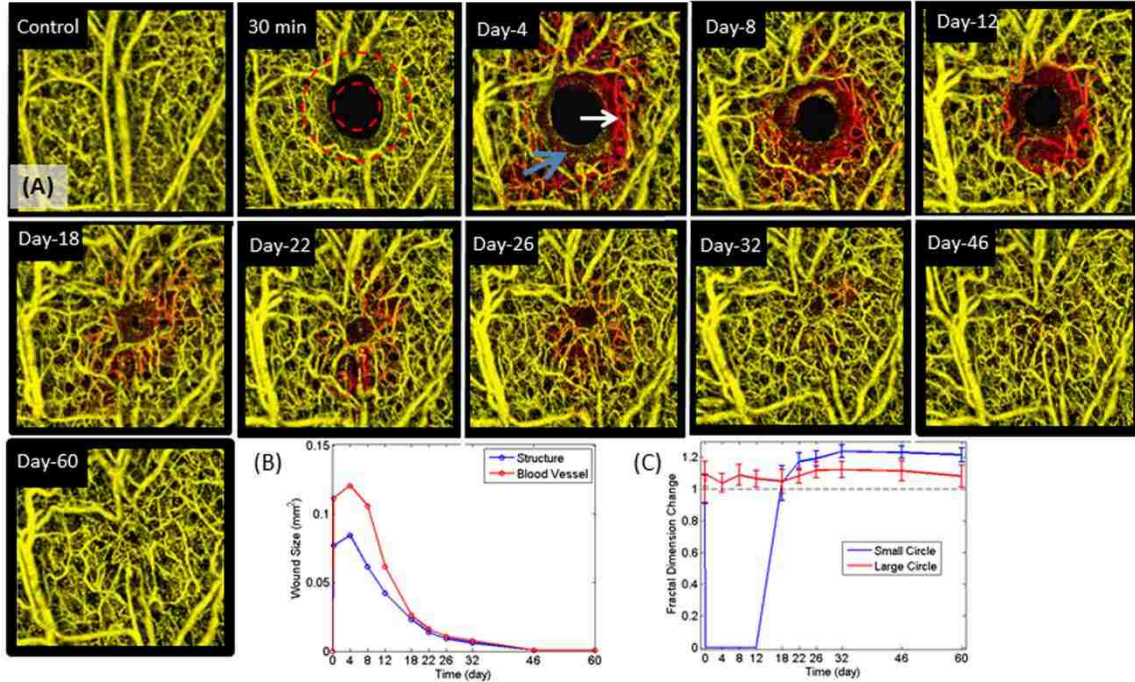 Control
30 min
Day-4
Day-8
Day-12
(A)
Day-18
Day-22
Day-26
Day-32
Day-46
Day-60
(B)
0.15
0.1
0.05
0
Wound Size (mm²)
Structure
Blood Vessel
0 4 8 12 18 22 26 32 46 60
Time (day)
(C)
1.2
1
0.8
0.6
0.4
0.2
0
Fractal Dimension Change
Small Circle
Large Circle
0 4 8 12 18 22 26 32 46 60
Time (day)